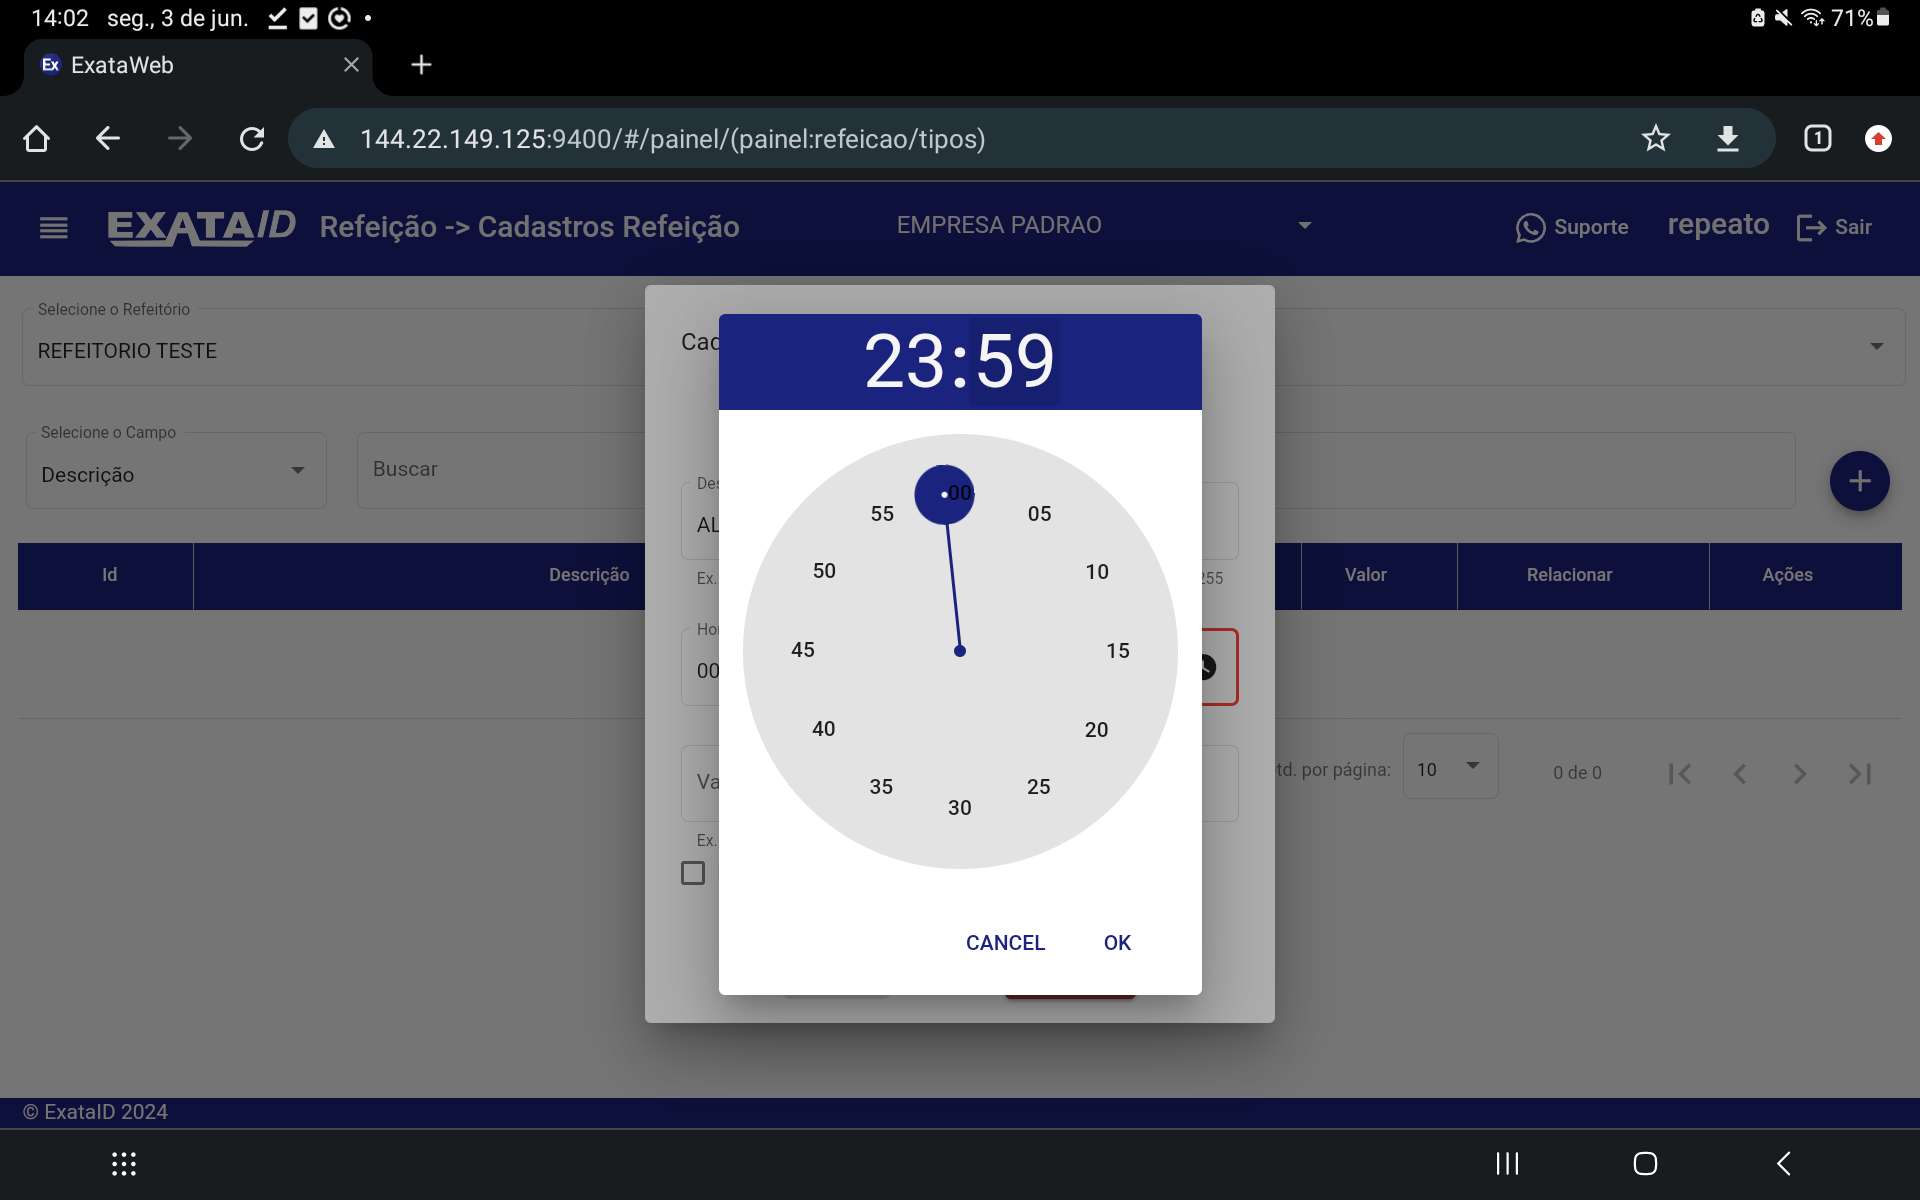 14:02 seg., 3 de jun. 71%
Ex ExataWeb
144.22.149.125:9400/#/painel/(painel:refeicao/tipos) 1
EXATAID Refeição -> Cadastros Refeição EMPRESA PADRAO Suporte repeato Sair
Selecione o Refeitório
REFEITORIO TESTE
Cad
23:59
Selecione o Campo
Descrição
Buscar
Des
AL
Ex.
255
Id Descrição Valor Relacionar Ações
Hor
00
00
05
10
15
20
25
30
35
40
45
50
55
Va
Ex.
td. por página: 10 0 de 0
CANCEL OK
© ExataID 2024